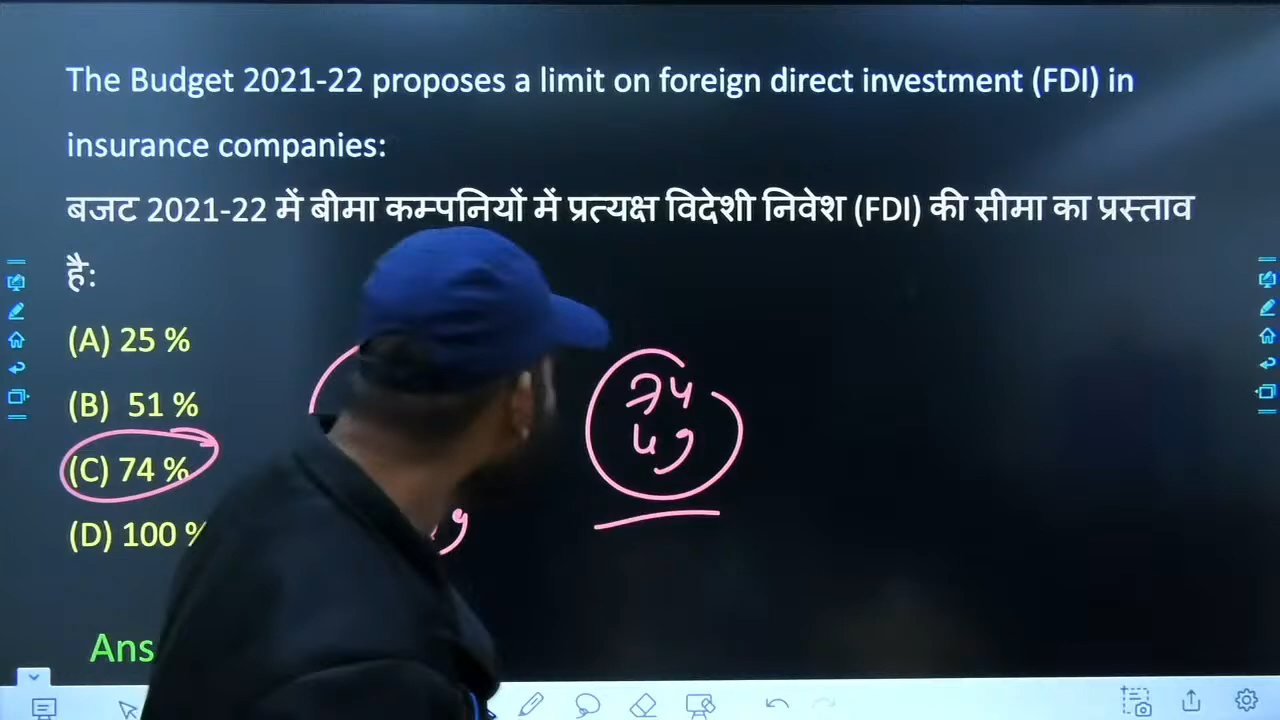 The Budget 2021-22 proposes a limit on foreign direct investment (FDI) in
insurance companies:
बजट 2021-22 में बीमा कम्पनियों में प्रत्यक्ष विदेशी निवेश (FDI) की सीमा का प्रस्ताव
है:
(A) 25 %
(B) 51 %
(C) 74 %
(D) 100 %
74
49
Ans